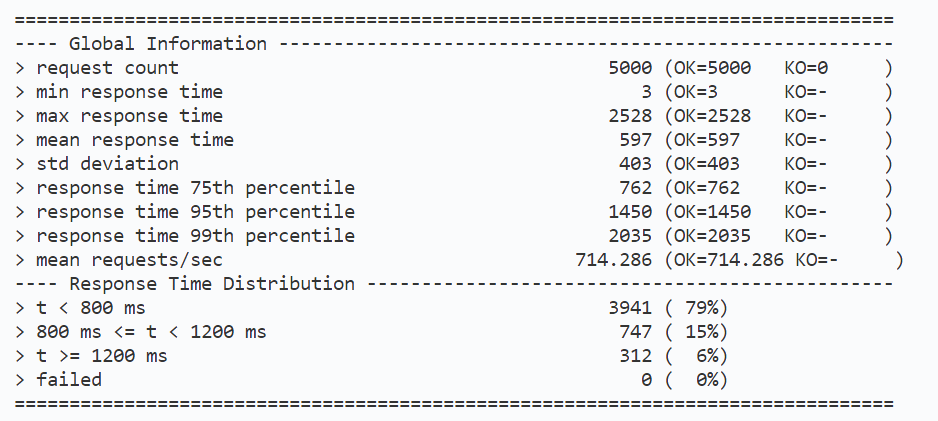 ================================================================================
---- Global Information --------------------------------------------------------
> request count                                       5000 (OK=5000   KO=0     )
> min response time                                      3 (OK=3      KO=-     )
> max response time                                   2528 (OK=2528   KO=-     )
> mean response time                                   597 (OK=597    KO=-     )
> std deviation                                        403 (OK=403    KO=-     )
> response time 75th percentile                        762 (OK=762    KO=-     )
> response time 95th percentile                       1450 (OK=1450   KO=-     )
> response time 99th percentile                       2035 (OK=2035   KO=-     )
> mean requests/sec                                714.286 (OK=714.286 KO=-     )
---- Response Time Distribution ------------------------------------------------
> t < 800 ms                                          3941 ( 79%)
> 800 ms <= t < 1200 ms                                747 ( 15%)
> t >= 1200 ms                                         312 (  6%)
> failed                                                 0 (  0%)
================================================================================